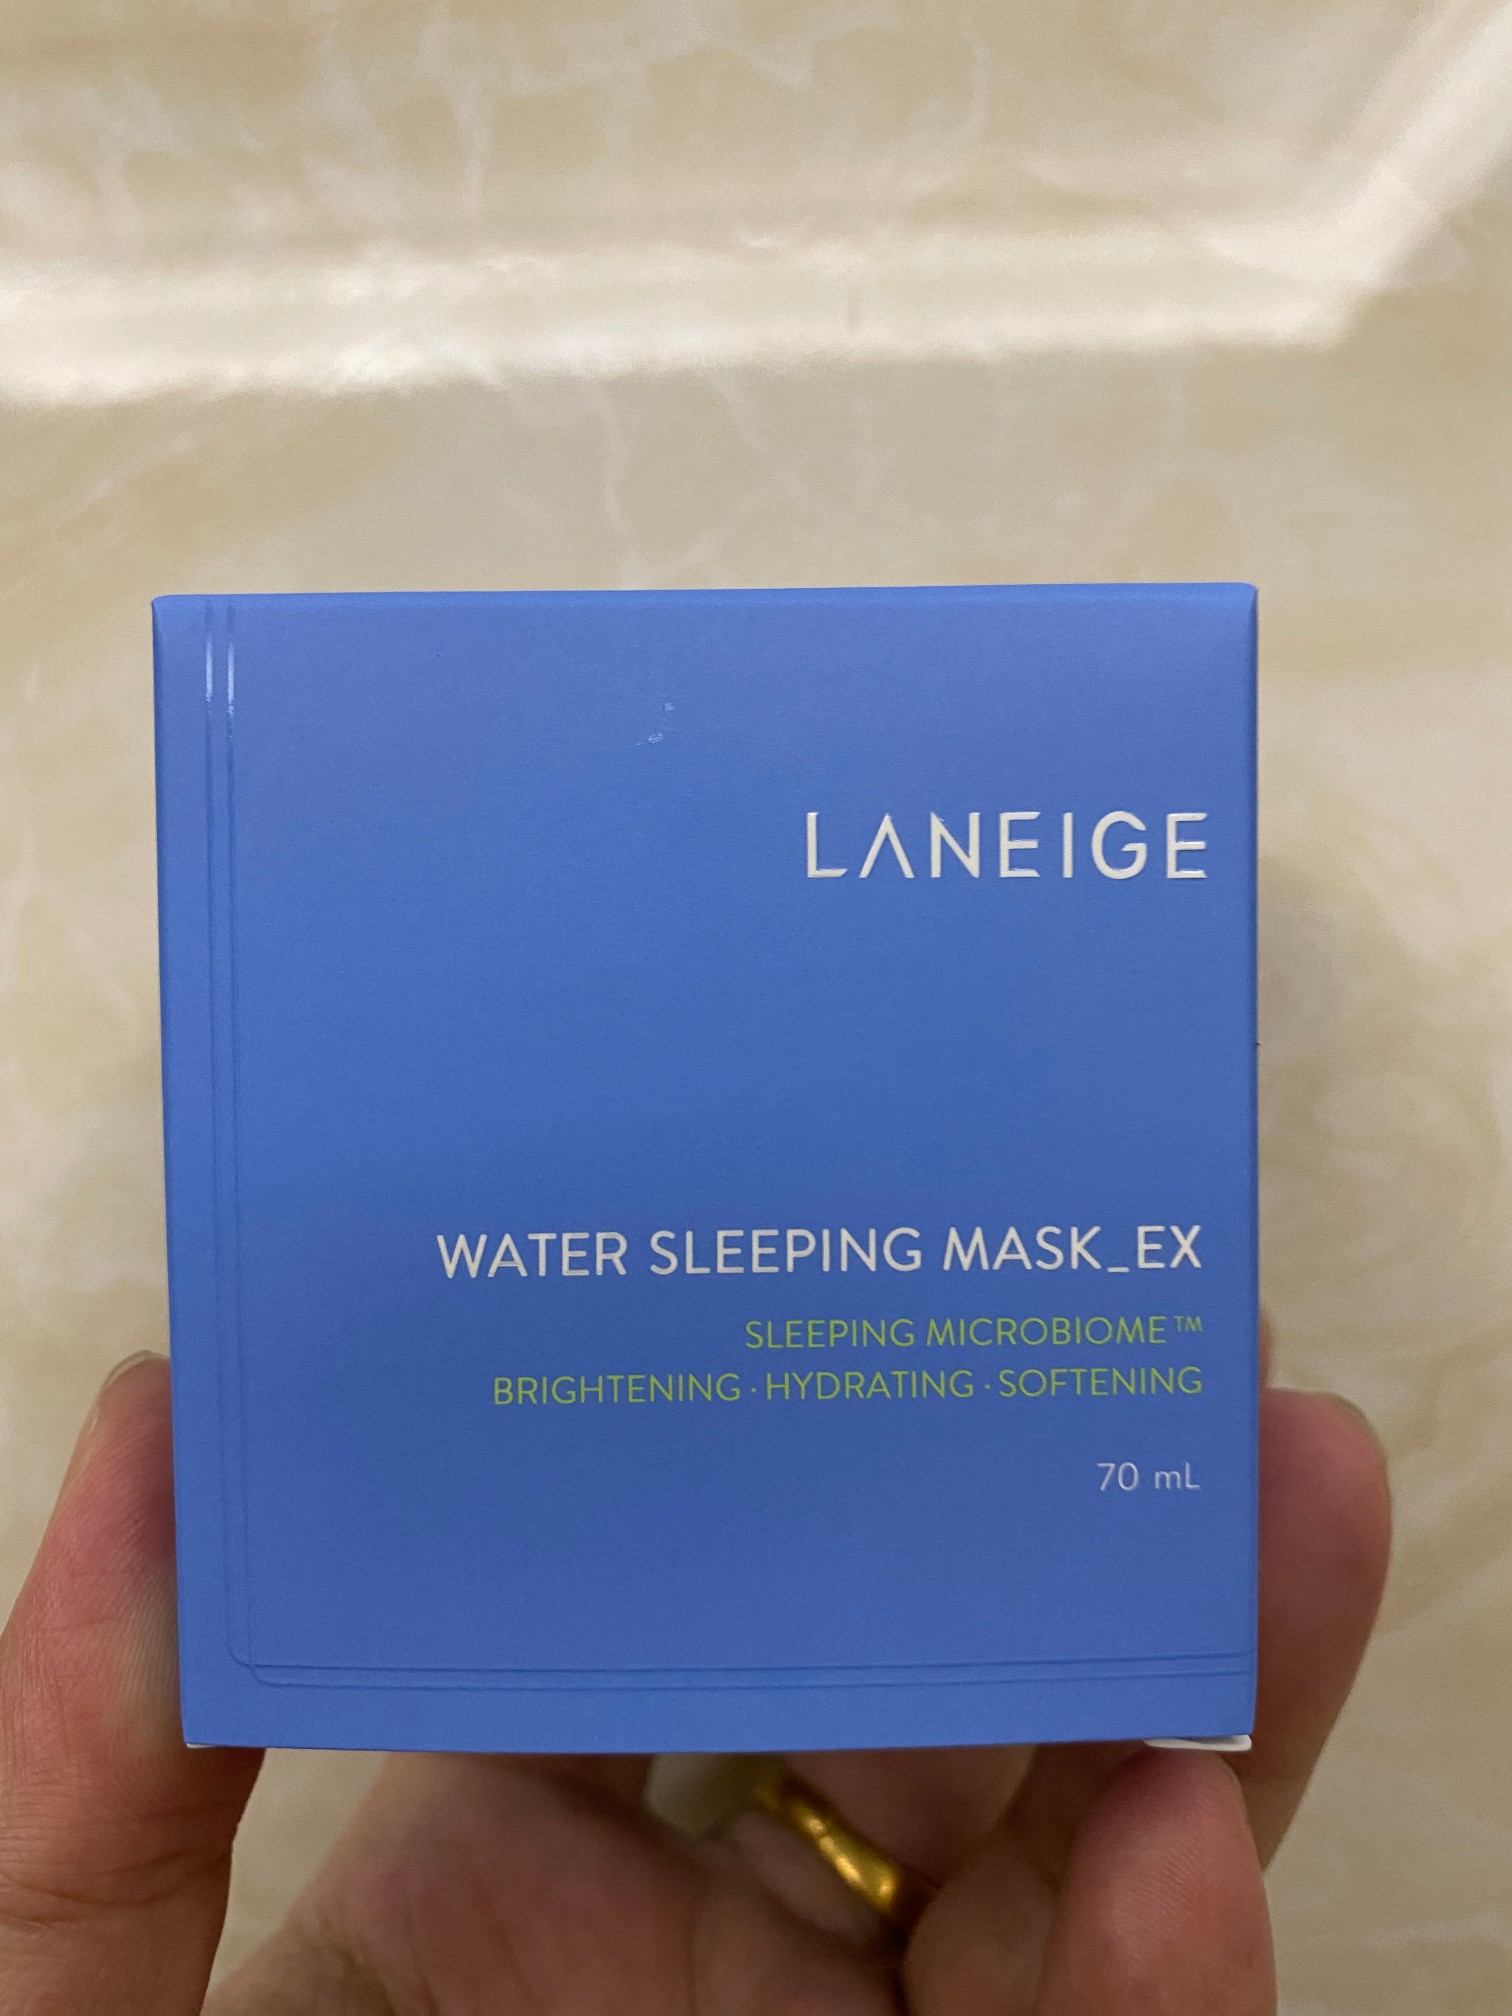 LANEIGE
WATER SLEEPING MASK_EX
SLEEPING MICROBIOME™
BRIGHTENING · HYDRATING · SOFTENING
70 mL